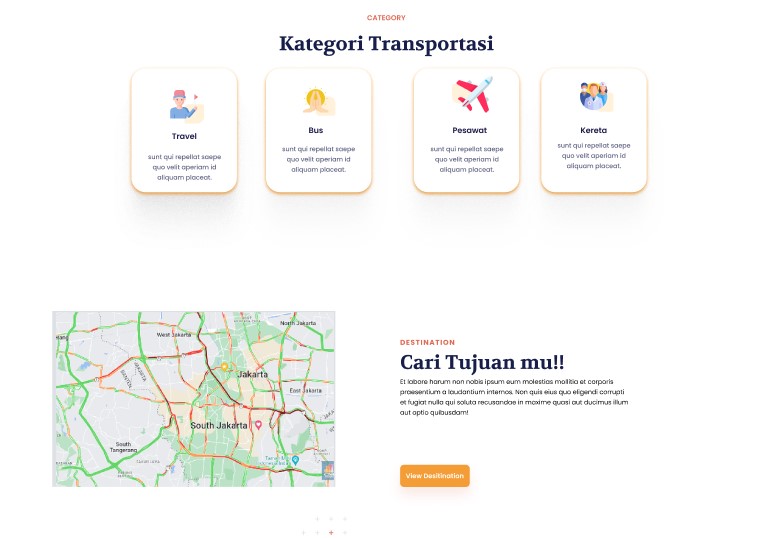 CATEGORY
Kategori Transportasi
Travel
sunt qui repellat saepe
quo velit aperiam id
aliquam placeat.
Bus
sunt qui repellat saepe
quo velit aperiam id
aliquam placeat.
Pesawat
sunt qui repellat saepe
quo velit aperiam id
aliquam placeat.
Kereta
sunt qui repellat saepe
quo velit aperiam id
aliquam placeat.
North Jakarta
West Jakarta
Jakarta
East Jakarta
South Jakarta
South
Tangerang
DESTINATION
Cari Tujuan mu!!
Et labore harum non nobis ipsum eum molestias mollitia et corporis
praesentium a laudantium internos. Non quis eius quo eligendi corrupti
et fugiat nulla qui soluta recusandae in maxime quasi aut ducimus illum
aut optio quibusdam!
View Desitination